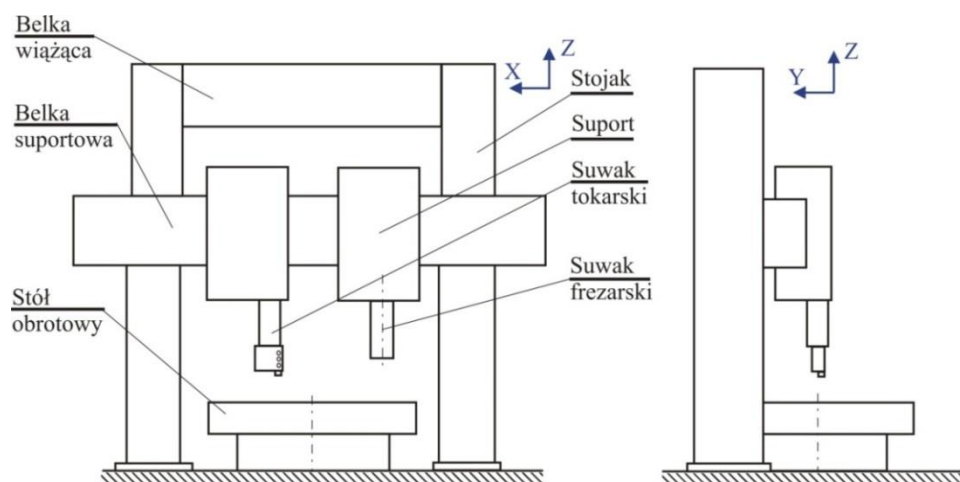 Belka
wiążąca
Belka
suportowa
Stół
obrotowy
X
Z
Stojak
Suport
Suwak
tokarski
Suwak
frezarski
Y
Z